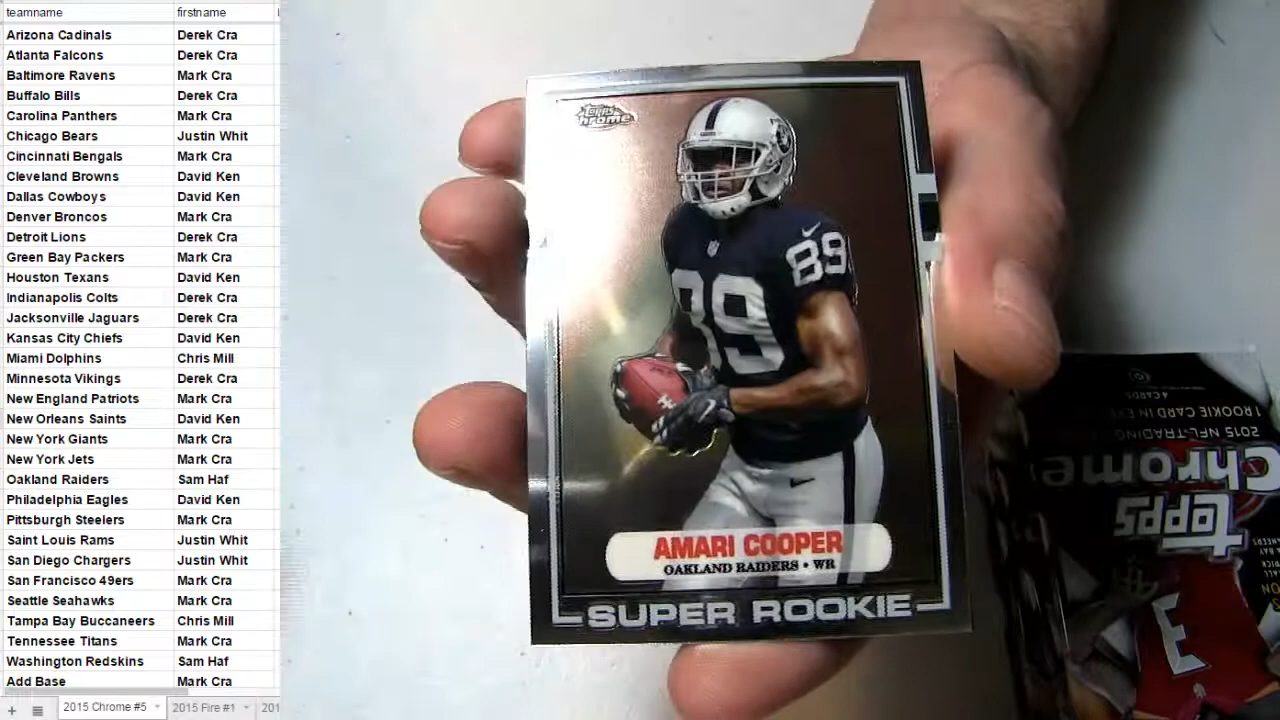 teamname firstname
Arizona Cadinals Derek Cra
Atlanta Falcons Derek Cra
Baltimore Ravens Mark Cra
Buffalo Bills Derek Cra
Carolina Panthers Mark Cra
Chicago Bears Justin Whit
Cincinnati Bengals Mark Cra
Cleveland Browns David Ken
Dallas Cowboys David Ken
Denver Broncos Mark Cra
Detroit Lions Derek Cra
Green Bay Packers Mark Cra
Houston Texans David Ken
Indianapolis Colts Derek Cra
Jacksonville Jaguars Derek Cra
Kansas City Chiefs David Ken
Miami Dolphins Chris Mill
Minnesota Vikings Derek Cra
New England Patriots Mark Cra
New Orleans Saints David Ken
New York Giants Mark Cra
New York Jets Mark Cra
Oakland Raiders Sam Haf
Philadelphia Eagles David Ken
Pittsburgh Steelers Mark Cra
Saint Louis Rams Justin Whit
San Diego Chargers Justin Whit
San Francisco 49ers Mark Cra
Seattle Seahawks Mark Cra
Tampa Bay Buccaneers Chris Mill
Tennessee Titans Mark Cra
Washington Redskins Sam Haf
Add Base Mark Cra
2015 Chrome #5 2015 Fire #1 201
Topps
Chrome
89
89
AMARI COOPER
OAKLAND RAIDERS • WR
SUPER ROOKIE
4 CARDS
1 ROOKIE CARD IN
2015 NFL TRADING
Chrome
Topps
3